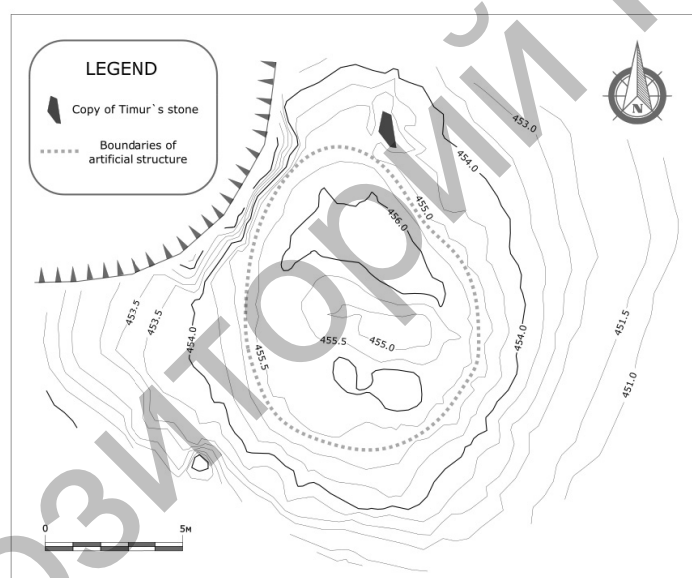 LEGEND
Copy of Timur`s stone
Boundaries of
artificial structure
N
453.0
454.0
455.0
456.0
453.5
453.5
454.0
455.5
455.5
455.0
454.0
451.5
451.0
0 5м